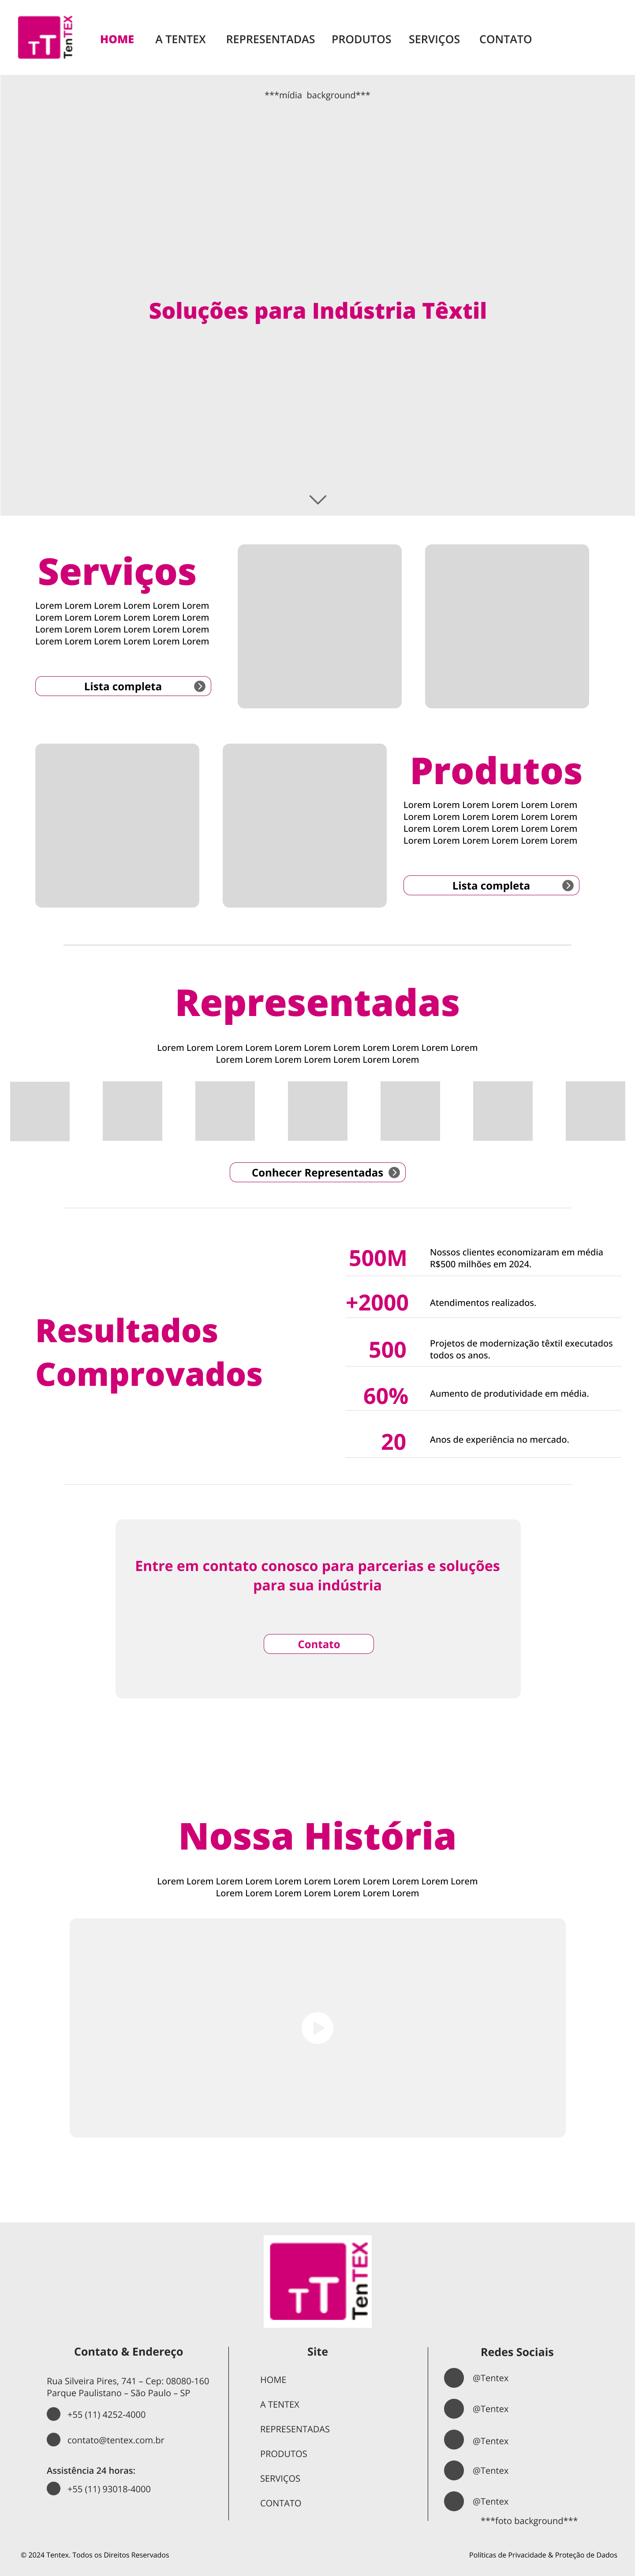 TT TenTEX
HOME A TENTEX REPRESENTADAS PRODUTOS SERVIÇOS CONTATO
***mídia background***
Soluções para Indústria Têxtil
Serviços
Lorem Lorem Lorem Lorem Lorem Lorem
Lorem Lorem Lorem Lorem Lorem Lorem
Lorem Lorem Lorem Lorem Lorem Lorem
Lorem Lorem Lorem Lorem Lorem Lorem
Lista completa
Produtos
Lorem Lorem Lorem Lorem Lorem Lorem
Lorem Lorem Lorem Lorem Lorem Lorem
Lorem Lorem Lorem Lorem Lorem Lorem
Lorem Lorem Lorem Lorem Lorem Lorem
Lista completa
Representadas
Lorem Lorem Lorem Lorem Lorem Lorem Lorem Lorem Lorem Lorem Lorem
Lorem Lorem Lorem Lorem Lorem Lorem Lorem
Conhecer Representadas
Resultados
Comprovados
500M
Nossos clientes economizaram em média
R$500 milhões em 2024.
+2000
Atendimentos realizados.
500
Projetos de modernização têxtil executados
todos os anos.
60%
Aumento de produtividade em média.
20
Anos de experiência no mercado.
Entre em contato conosco para parcerias e soluções
para sua indústria
Contato
Nossa História
Lorem Lorem Lorem Lorem Lorem Lorem Lorem Lorem Lorem Lorem Lorem
Lorem Lorem Lorem Lorem Lorem Lorem Lorem
TT TenTEX
Contato & Endereço
Rua Silveira Pires, 741 – Cep: 08080-160
Parque Paulistano – São Paulo – SP
+55 (11) 4252-4000
contato@tentex.com.br
Assistência 24 horas:
+55 (11) 93018-4000
Site
HOME
A TENTEX
REPRESENTADAS
PRODUTOS
SERVIÇOS
CONTATO
Redes Sociais
@Tentex
@Tentex
@Tentex
@Tentex
@Tentex
***foto background***
© 2024 Tentex. Todos os Direitos Reservados
Políticas de Privacidade & Proteção de Dados